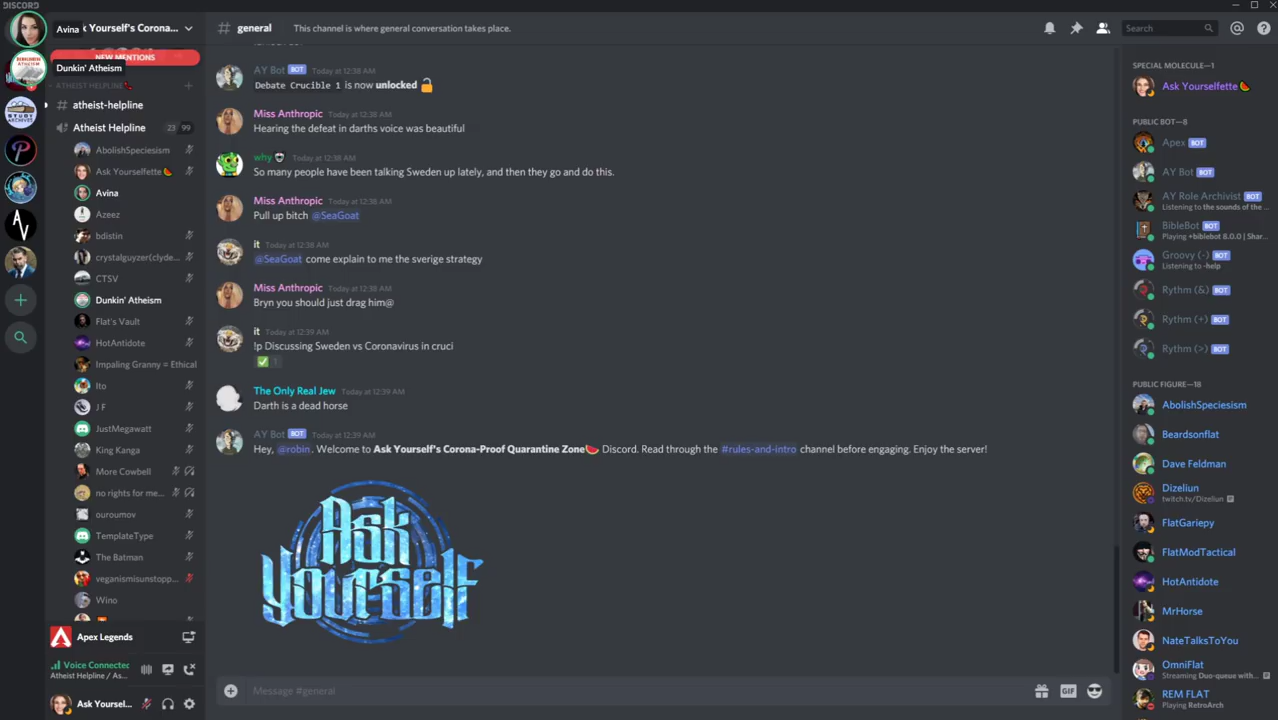 DISCORD
Avina
k Yourself's Corona...
NEW MENTIONS
Dunkin' Atheism
ATHEIST HELPLINE
atheist-helpline
Atheist Helpline 23 99
AbolishSpeciesism
Ask Yourselfette 🍉
Avina
Azeez
bdistin
crystalguyzer(clyde...
CTSV
Dunkin' Atheism
Flat's Vault
HotAntidote
Impaling Granny = Ethical
Ito
J F
JustMegawatt
King Kanga
More Cowbell
no rights for me...
ouroumov
TemplateType
The Batman
veganismisunstopp...
Wino
Apex Legends
Voice Connected
Atheist Helpline / As...
Ask Yoursel...
# general This channel is where general conversation takes place.
Search
AY Bot BOT Today at 12:38 AM
Debate Crucible 1 is now unlocked 🔓
Miss Anthropic Today at 12:38 AM
Hearing the defeat in darths voice was beautiful
why Today at 12:38 AM
So many people have been talking Sweden up lately, and then they go and do this.
Miss Anthropic Today at 12:38 AM
Pull up bitch @SeaGoat
it Today at 12:38 AM
@SeaGoat come explain to me the sverige strategy
Miss Anthropic Today at 12:38 AM
Bryn you should just drag him@
it Today at 12:39 AM
!p Discussing Sweden vs Coronavirus in cruci
✅ 1
The Only Real Jew Today at 12:39 AM
Darth is a dead horse
AY Bot BOT Today at 12:39 AM
Hey, @robin. Welcome to Ask Yourself's Corona-Proof Quarantine Zone🍉 Discord. Read through the #rules-and-intro channel before engaging. Enjoy the server!
Ask
Yourself
Message #general
GIF
SPECIAL MOLECULE—1
Ask Yourselfette 🍉
PUBLIC BOT—8
Apex BOT
AY Bot BOT
AY Role Archivist BOT
Listening to the sounds of the...
BibleBot BOT
Playing +biblebot 8.0.0 | Shar...
Groovy (-) BOT
Listening to -help
Rythm (&) BOT
Rythm (+) BOT
Rythm (>) BOT
PUBLIC FIGURE—18
AbolishSpeciesism
Beardsonflat
Dave Feldman
Dizeliun
twitch.tv/Dizeliun
FlatGariepy
FlatModTactical
HotAntidote
MrHorse
NateTalksToYou
OmniFlat
Streaming Duo-queue with...
REM FLAT
Playing RetroArch